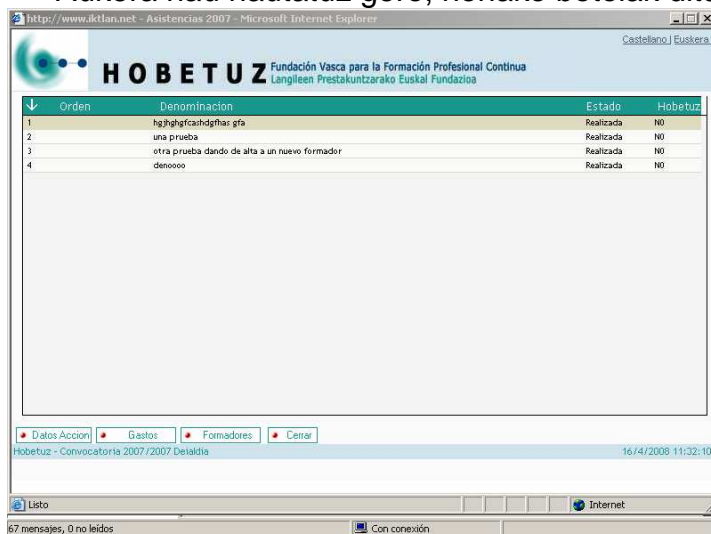 http://www.iktlan.net - Asistencias 2007 - Microsoft Internet Explorer
Castellano | Euskera
HOBETUZ Fundación Vasca para la Formación Profesional Continua
Langileen Prestakuntzarako Euskal Fundazioa
Orden Denominacion Estado Hobetuz
1 hgjhghgfcashdgfhas gfa Realizada NO
2 una prueba Realizada NO
3 otra prueba dando de alta a un nuevo formador Realizada NO
4 denoooo Realizada NO
Datos Accion Gastos Formadores Cerrar
Hobetuz - Convocatoria 2007/2007 Deialdia 16/4/2008 11:32:10
Listo Internet
67 mensajes, 0 no leídos Con conexión